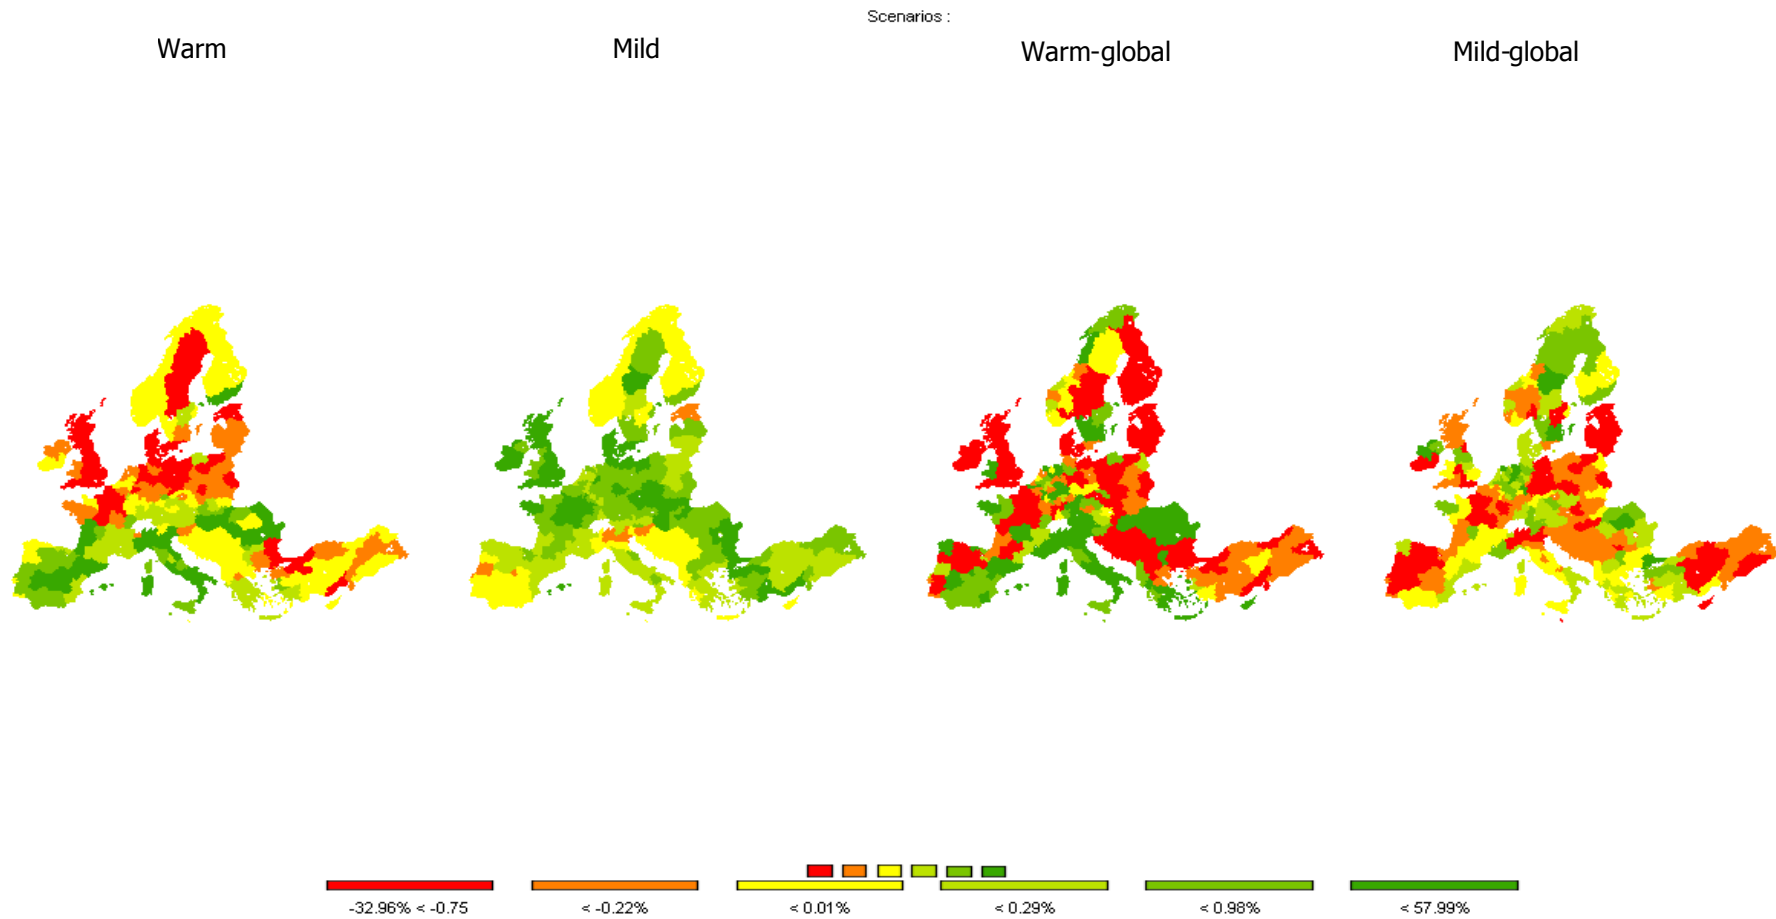 Scenarios :
Warm Mild Warm-global Mild-global
-32.96% < -0.75 < -0.22% < 0.01% < 0.29% < 0.98% < 57.99%